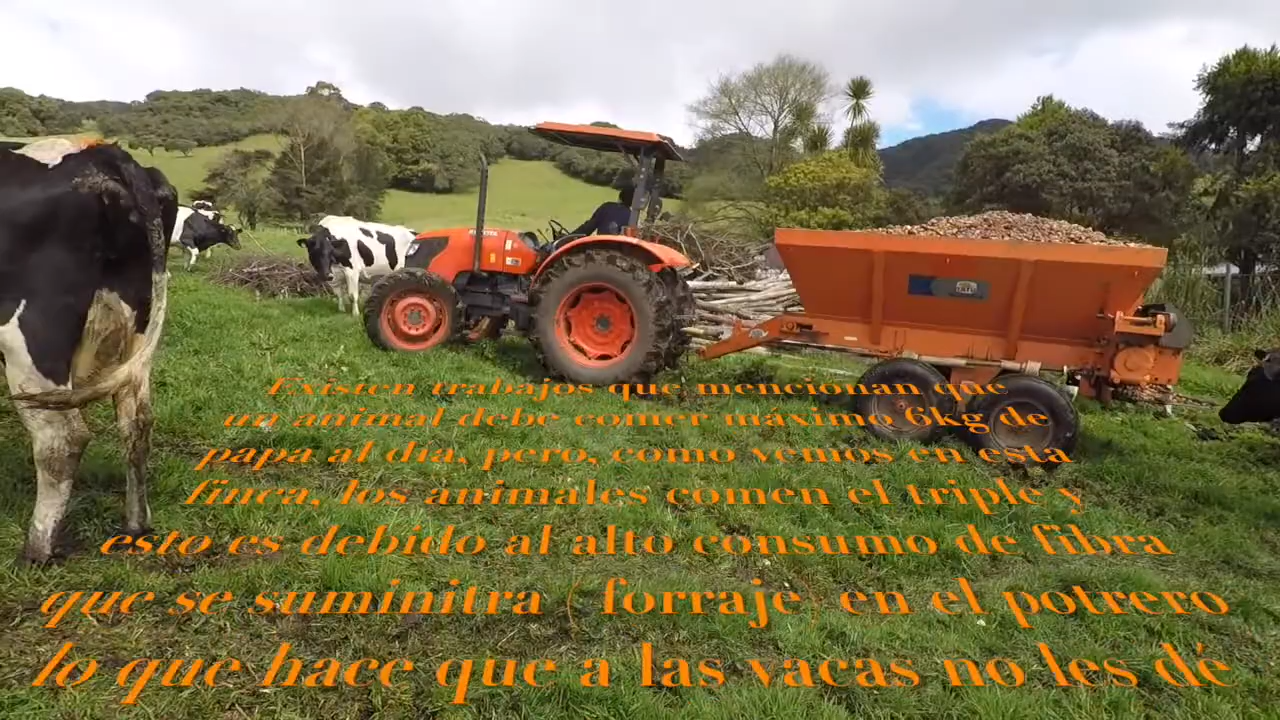 Existen trabajos que mencionan que
un animal debe comer máximo 6kg de
papa al día, pero, como vemos en esta
finca, los animales comen el triple y
esto es debido al alto consumo de fibra
que se suminitra ( forraje) en el potrero
lo que hace que a las vacas no les dé